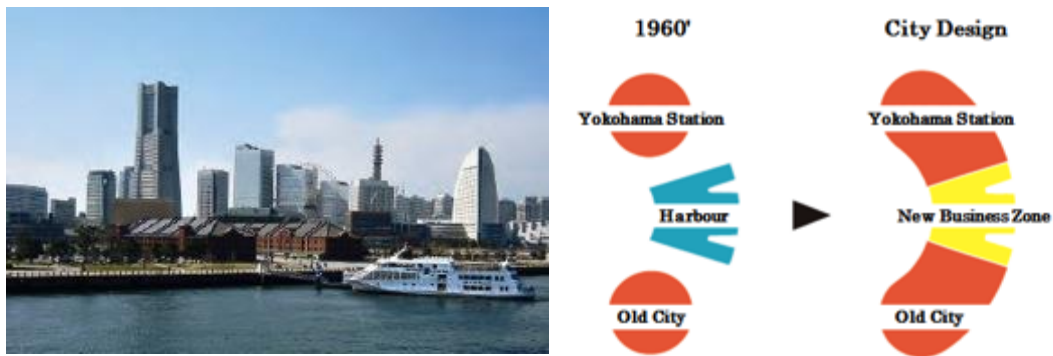 1960'
City Design
Yokohama Station
Yokohama Station
Harbour
New Business Zone
Old City
Old City